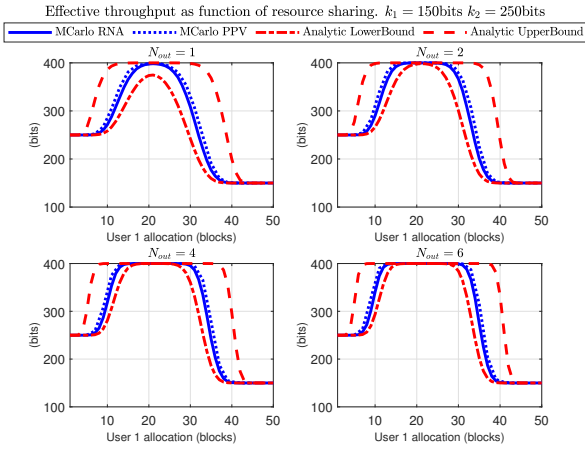 Effective throughput as function of resource sharing. k₁ = 150bits k₂ = 250bits
MCarlo RNA MCarlo PPV Analytic LowerBound Analytic UpperBound
N_out = 1
400
300
200
100
(bits)
10 20 30 40 50
User 1 allocation (blocks)
N_out = 2
400
300
200
100
(bits)
10 20 30 40 50
User 1 allocation (blocks)
N_out = 4
400
300
200
100
(bits)
10 20 30 40 50
User 1 allocation (blocks)
N_out = 6
400
300
200
100
(bits)
10 20 30 40 50
User 1 allocation (blocks)